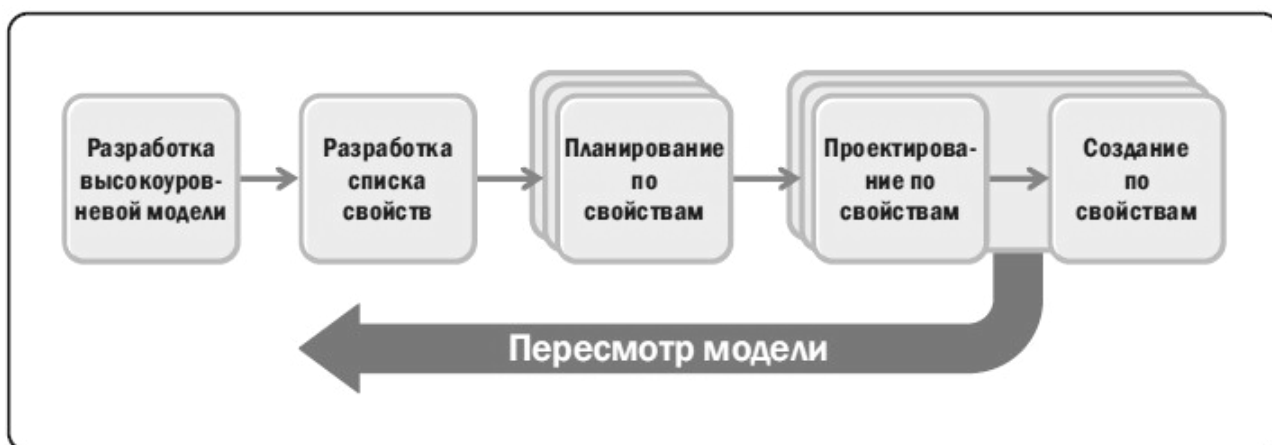 Разработка
высокоуров-
невой модели
Разработка
списка
свойств
Планирование
по
свойствам
Проектирова-
ние по
свойствам
Создание
по
свойствам
Пересмотр модели